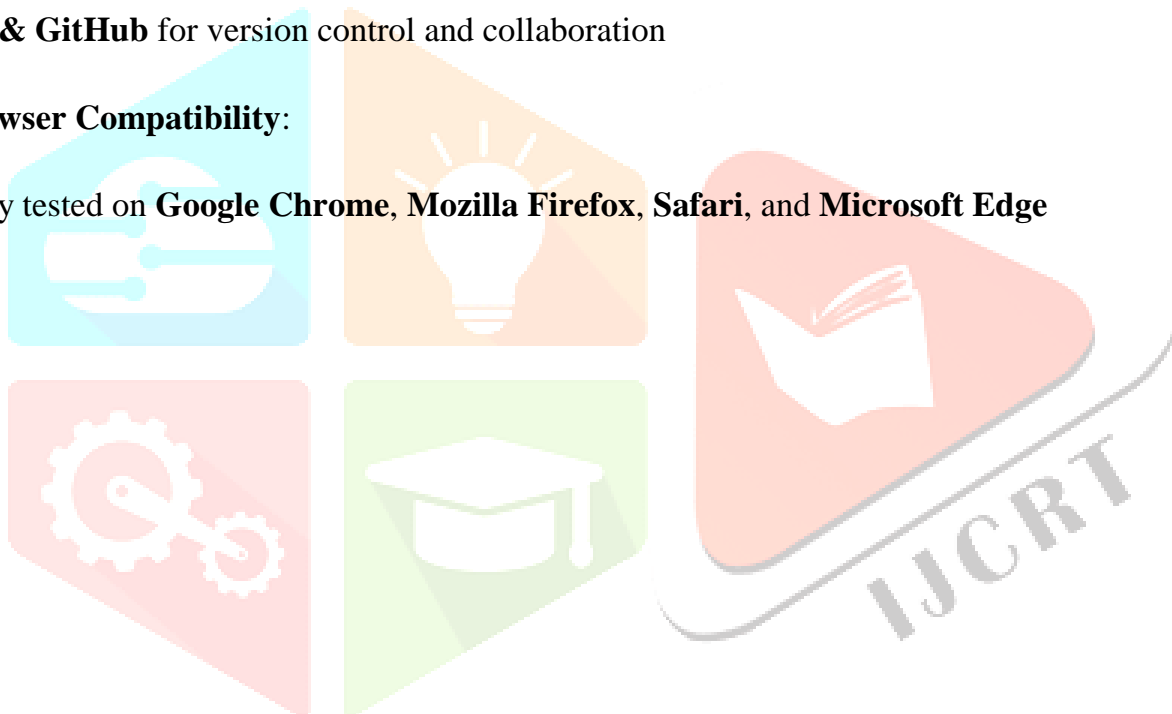 & GitHub for version control and collaboration
wser Compatibility:
y tested on Google Chrome, Mozilla Firefox, Safari, and Microsoft Edge
IJCRT